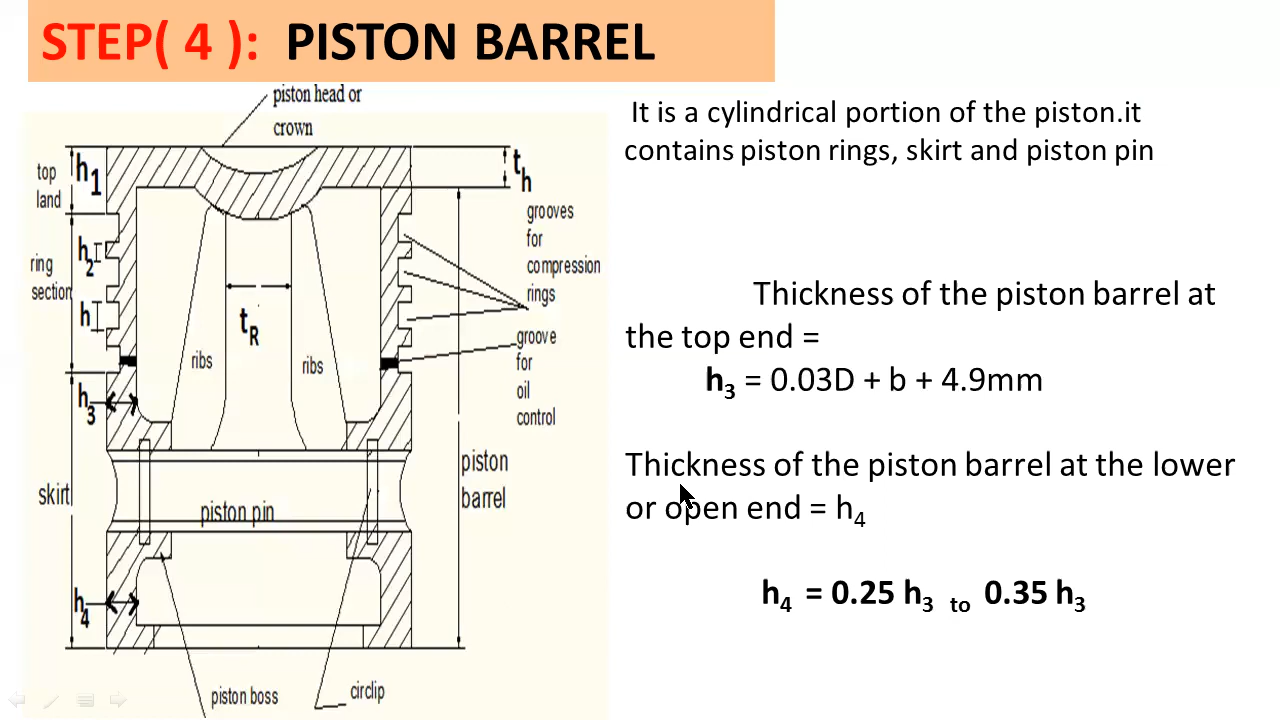 STEP( 4 ): PISTON BARREL
piston head or
crown
top
land
h1
th
grooves
for
compression
rings
ring
section
h2
h
tR
ribs
ribs
groove
for
oil
control
h3
skirt
piston pin
piston
barrel
h4
piston boss
circlip
It is a cylindrical portion of the piston.it
contains piston rings, skirt and piston pin
Thickness of the piston barrel at
the top end =
h3 = 0.03D + b + 4.9mm
Thickness of the piston barrel at the lower
or open end = h4
h4 = 0.25 h3 to 0.35 h3